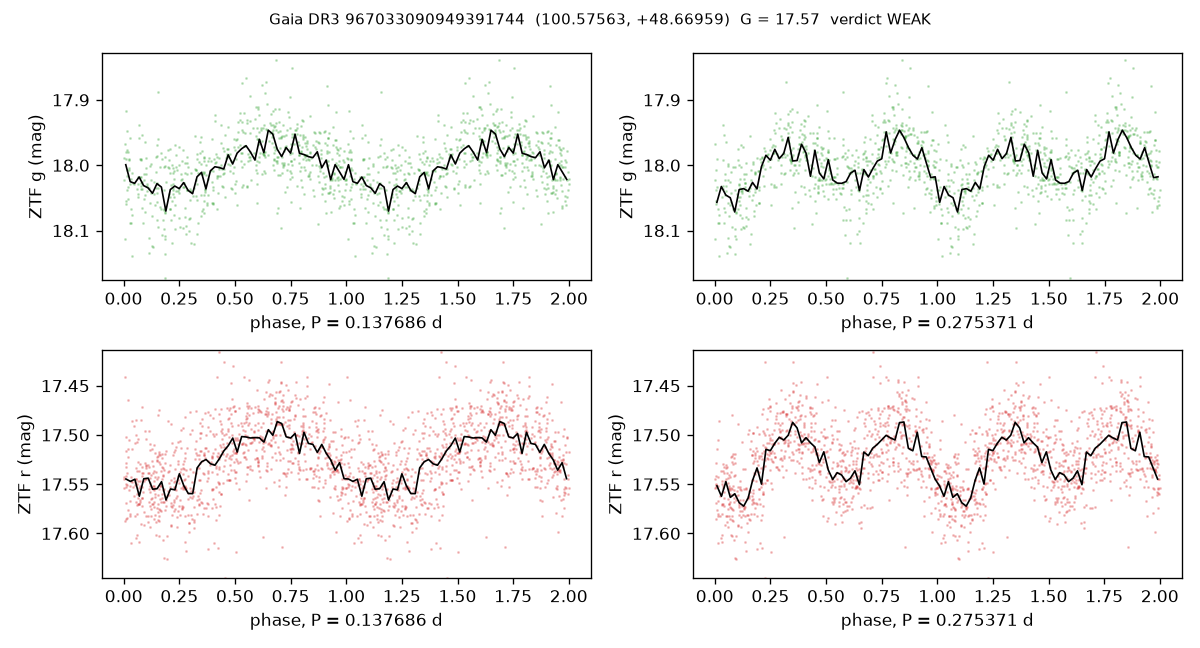 Gaia DR3 967033090949391744  (100.57563, +48.66959)  G = 17.57  verdict WEAK
ZTF g (mag)
17.9
18.0
18.1
0.00 0.25 0.50 0.75 1.00 1.25 1.50 1.75 2.00
phase, P = 0.137686 d
ZTF g (mag)
17.9
18.0
18.1
0.00 0.25 0.50 0.75 1.00 1.25 1.50 1.75 2.00
phase, P = 0.275371 d
ZTF r (mag)
17.45
17.50
17.55
17.60
0.00 0.25 0.50 0.75 1.00 1.25 1.50 1.75 2.00
phase, P = 0.137686 d
ZTF r (mag)
17.45
17.50
17.55
17.60
0.00 0.25 0.50 0.75 1.00 1.25 1.50 1.75 2.00
phase, P = 0.275371 d